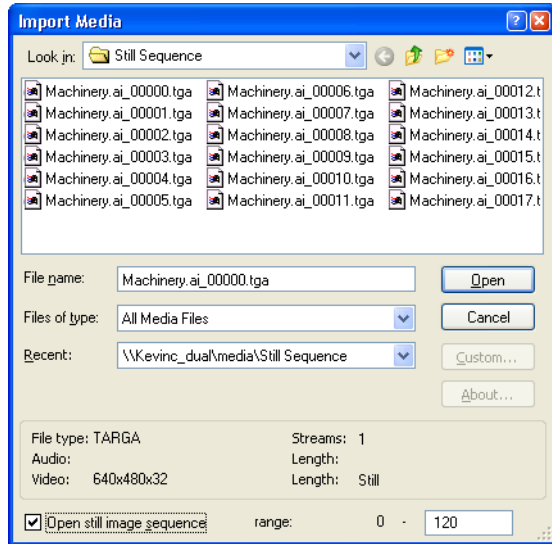 Import Media
Look in: Still Sequence
Machinery.ai_00000.tga Machinery.ai_00006.tga Machinery.ai_00012.t
Machinery.ai_00001.tga Machinery.ai_00007.tga Machinery.ai_00013.t
Machinery.ai_00002.tga Machinery.ai_00008.tga Machinery.ai_00014.t
Machinery.ai_00003.tga Machinery.ai_00009.tga Machinery.ai_00015.t
Machinery.ai_00004.tga Machinery.ai_00010.tga Machinery.ai_00016.t
Machinery.ai_00005.tga Machinery.ai_00011.tga Machinery.ai_00017.t
File name: Machinery.ai_00000.tga Open
Files of type: All Media Files Cancel
Recent: \\Kevinc_dual\media\Still Sequence Custom...
About...
File type: TARGA Streams: 1
Audio: Length:
Video: 640x480x32 Length: Still
Open still image sequence range: 0 - 120